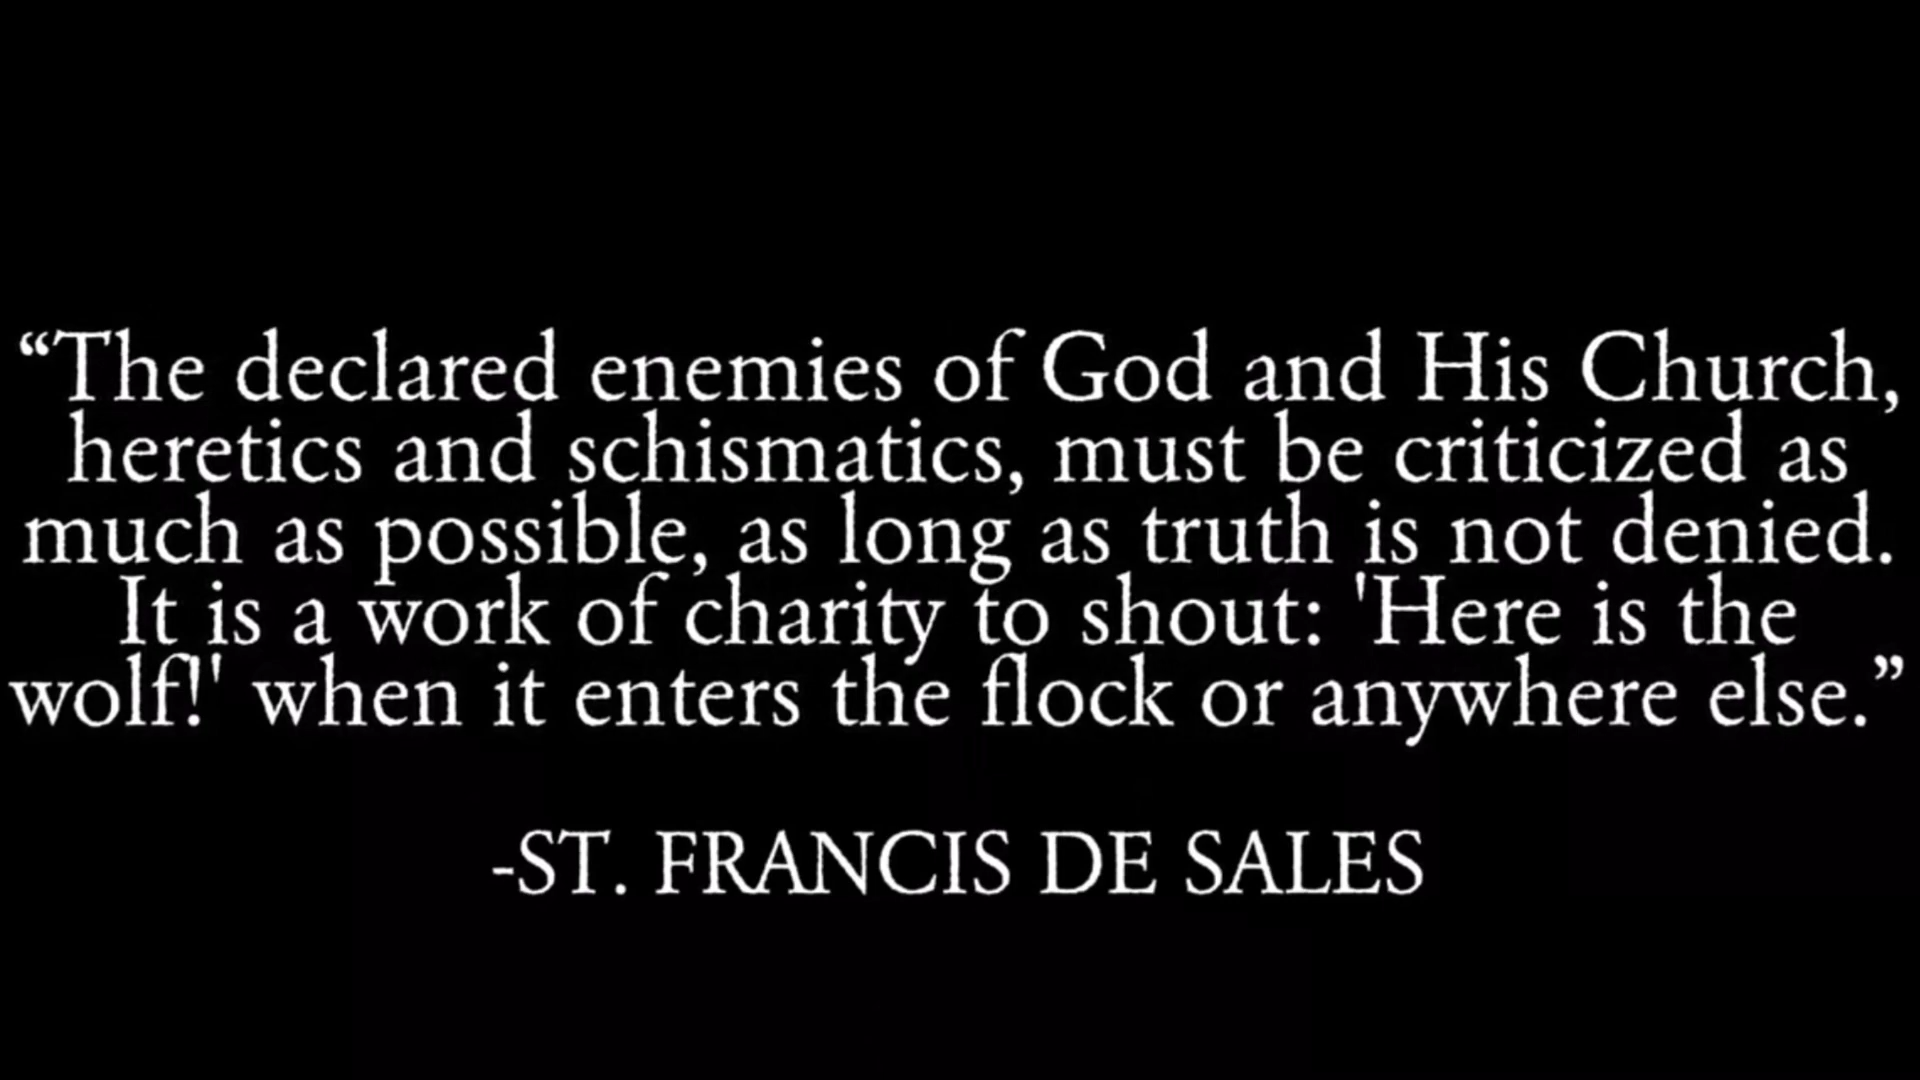 “The declared enemies of God and His Church,
heretics and schismatics, must be criticized as
much as possible, as long as truth is not denied.
It is a work of charity to shout: 'Here is the
wolf!' when it enters the flock or anywhere else.”
-ST. FRANCIS DE SALES